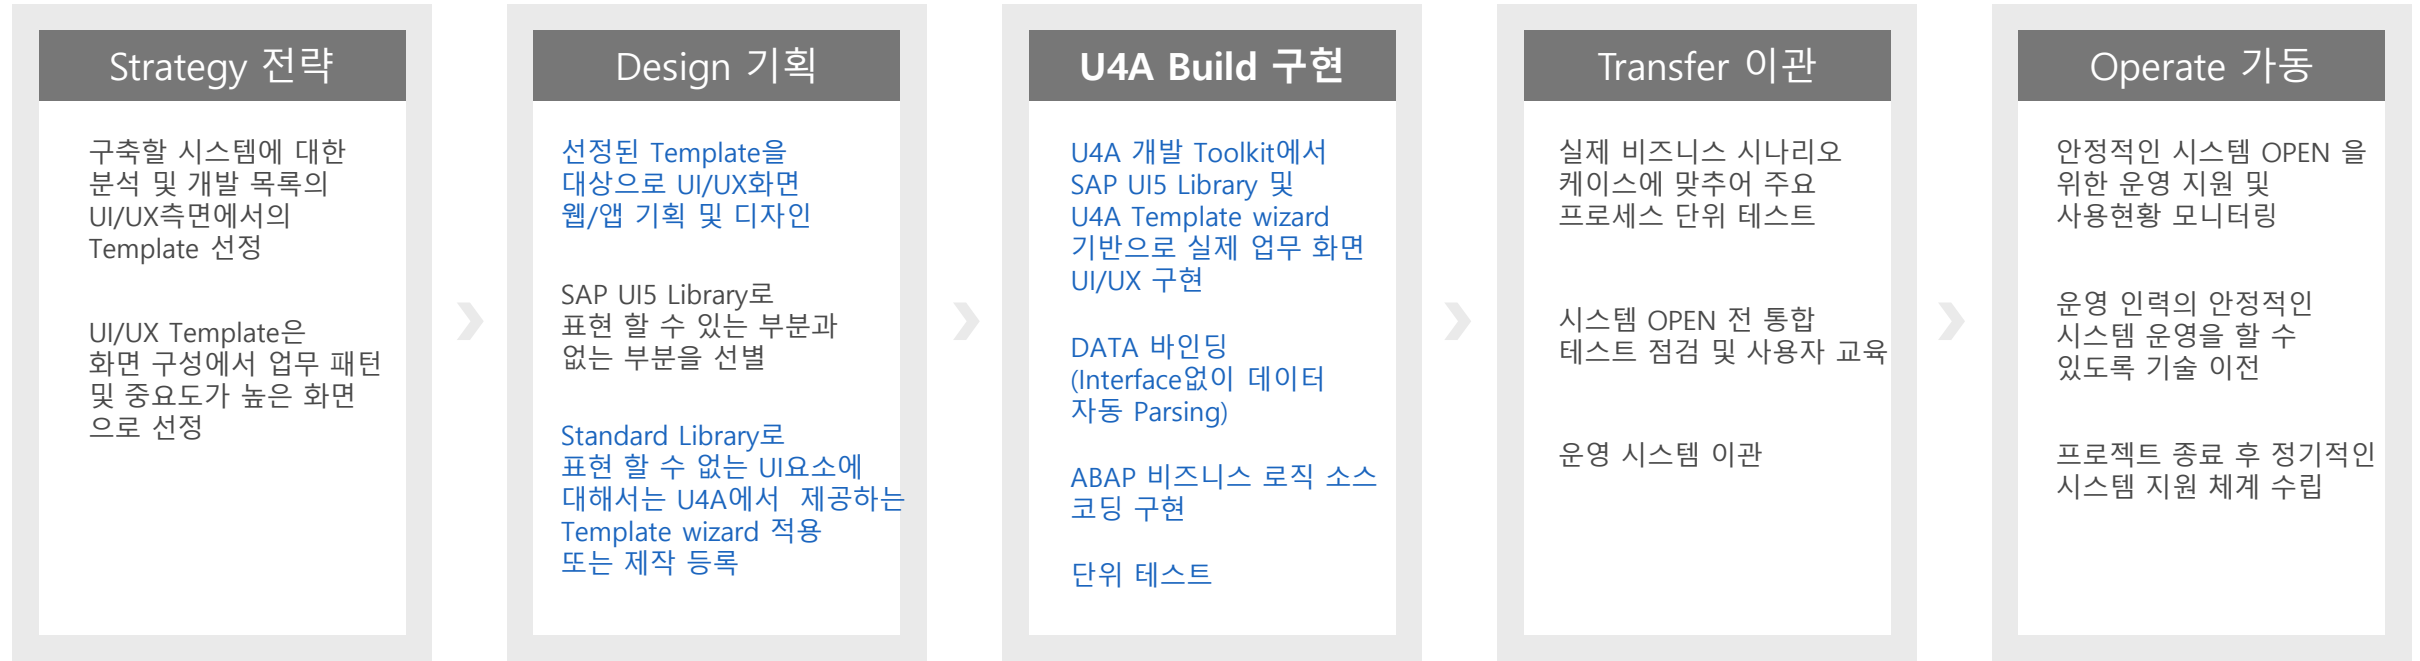 Strategy 전략
구축할 시스템에 대한
분석 및 개발 목록의
UI/UX측면에서의
Template 선정
UI/UX Template은
화면 구성에서 업무 패턴
및 중요도가 높은 화면
으로 선정
Design 기획
선정된 Template을
대상으로 UI/UX화면
웹/앱 기획 및 디자인
SAP UI5 Library로
표현 할 수 있는 부분과
없는 부분을 선별
Standard Library로
표현 할 수 없는 UI요소에
대해서는 U4A에서 제공하는
Template wizard 적용
또는 제작 등록
U4A Build 구현
U4A 개발 Toolkit에서
SAP UI5 Library 및
U4A Template wizard
기반으로 실제 업무 화면
UI/UX 구현
DATA 바인딩
(Interface없이 데이터
자동 Parsing)
ABAP 비즈니스 로직 소스
코딩 구현
단위 테스트
Transfer 이관
실제 비즈니스 시나리오
케이스에 맞추어 주요
프로세스 단위 테스트
시스템 OPEN 전 통합
테스트 점검 및 사용자 교육
운영 시스템 이관
Operate 가동
안정적인 시스템 OPEN 을
위한 운영 지원 및
사용현황 모니터링
운영 인력의 안정적인
시스템 운영을 할 수
있도록 기술 이전
프로젝트 종료 후 정기적인
시스템 지원 체계 수립